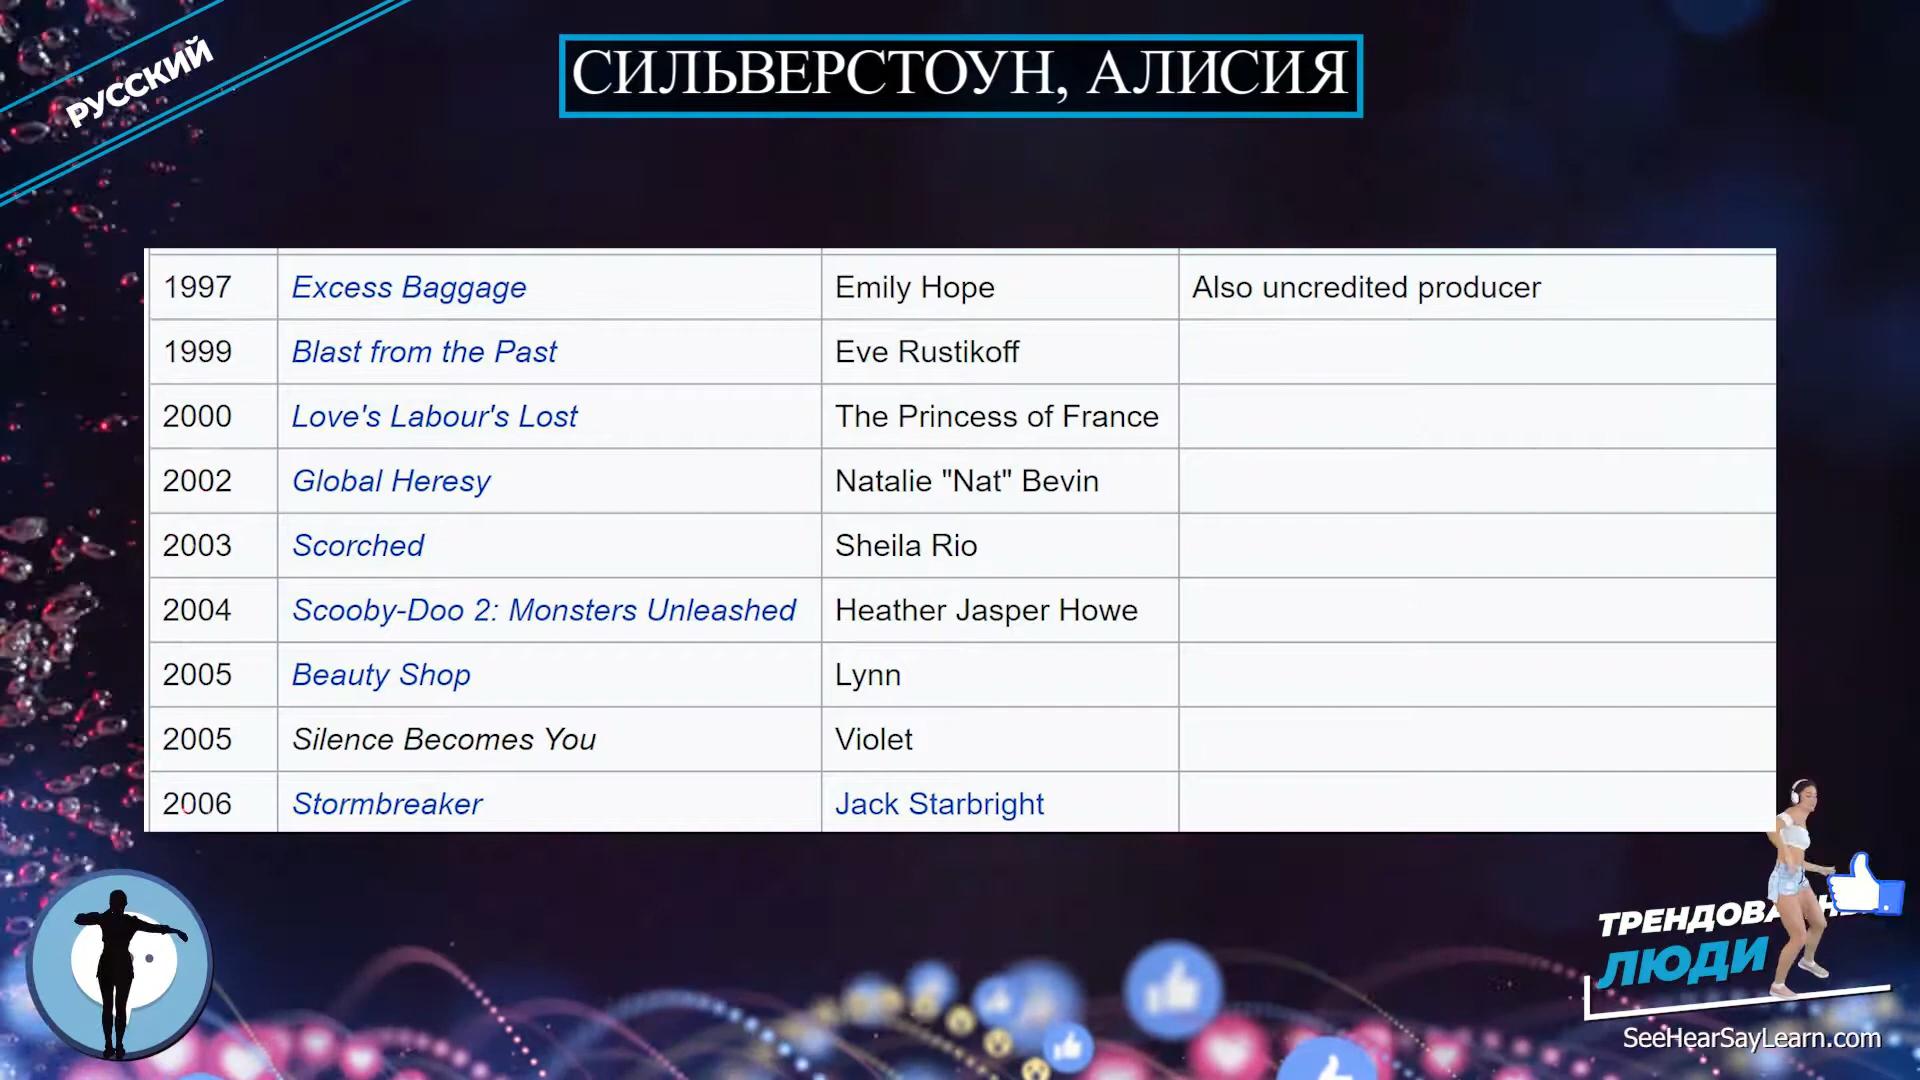 РУССКИЙ
СИЛЬВЕРСТОУН, АЛИСИЯ
1997 Excess Baggage Emily Hope Also uncredited producer
1999 Blast from the Past Eve Rustikoff
2000 Love's Labour's Lost The Princess of France
2002 Global Heresy Natalie "Nat" Bevin
2003 Scorched Sheila Rio
2004 Scooby-Doo 2: Monsters Unleashed Heather Jasper Howe
2005 Beauty Shop Lynn
2005 Silence Becomes You Violet
2006 Stormbreaker Jack Starbright
ЛЮДИ
SeeHearSayLearn.com